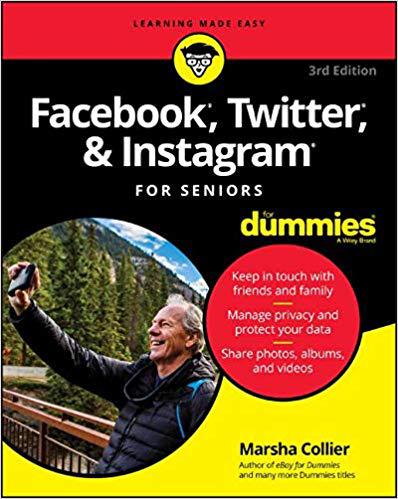 LEARNING MADE EASY
3rd Edition
Facebook®, Twitter®,
& Instagram®
FOR SENIORS
for
dummies®
A Wiley Brand
Keep in touch with
friends and family
Manage privacy and
protect your data
Share photos, albums,
and videos
Marsha Collier
Author of eBay for Dummies
and many more Dummies titles